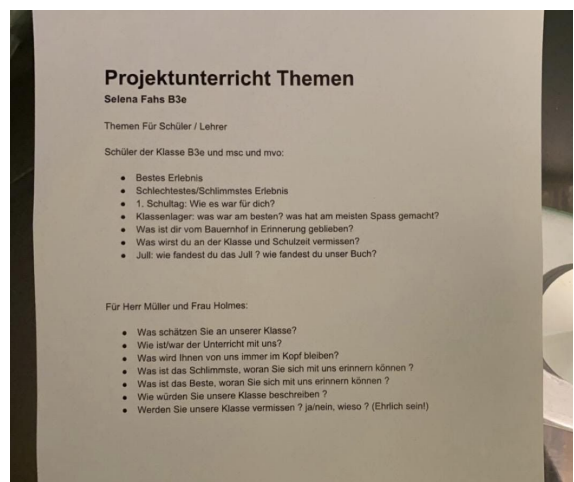 Projektunterricht Themen
Selena Fahs B3e
Themen Für Schüler / Lehrer
Schüler der Klasse B3e und msc und mvo:
• Bestes Erlebnis
• Schlechtestes/Schlimmstes Erlebnis
• 1. Schultag: Wie es war für dich?
• Klassenlager: was war am besten? was hat am meisten Spass gemacht?
• Was ist dir vom Bauernhof in Erinnerung geblieben?
• Was wirst du an der Klasse und Schulzeit vermissen?
• Jull: wie fandest du das Jull ? wie fandest du unser Buch?
Für Herr Müller und Frau Holmes:
• Was schätzen Sie an unserer Klasse?
• Wie ist/war der Unterricht mit uns?
• Was wird Ihnen von uns immer im Kopf bleiben?
• Was ist das Schlimmste, woran Sie sich mit uns erinnern können ?
• Was ist das Beste, woran Sie sich mit uns erinnern können ?
• Wie würden Sie unsere Klasse beschreiben ?
• Werden Sie unsere Klasse vermissen ? ja/nein, wieso ? (Ehrlich sein!)